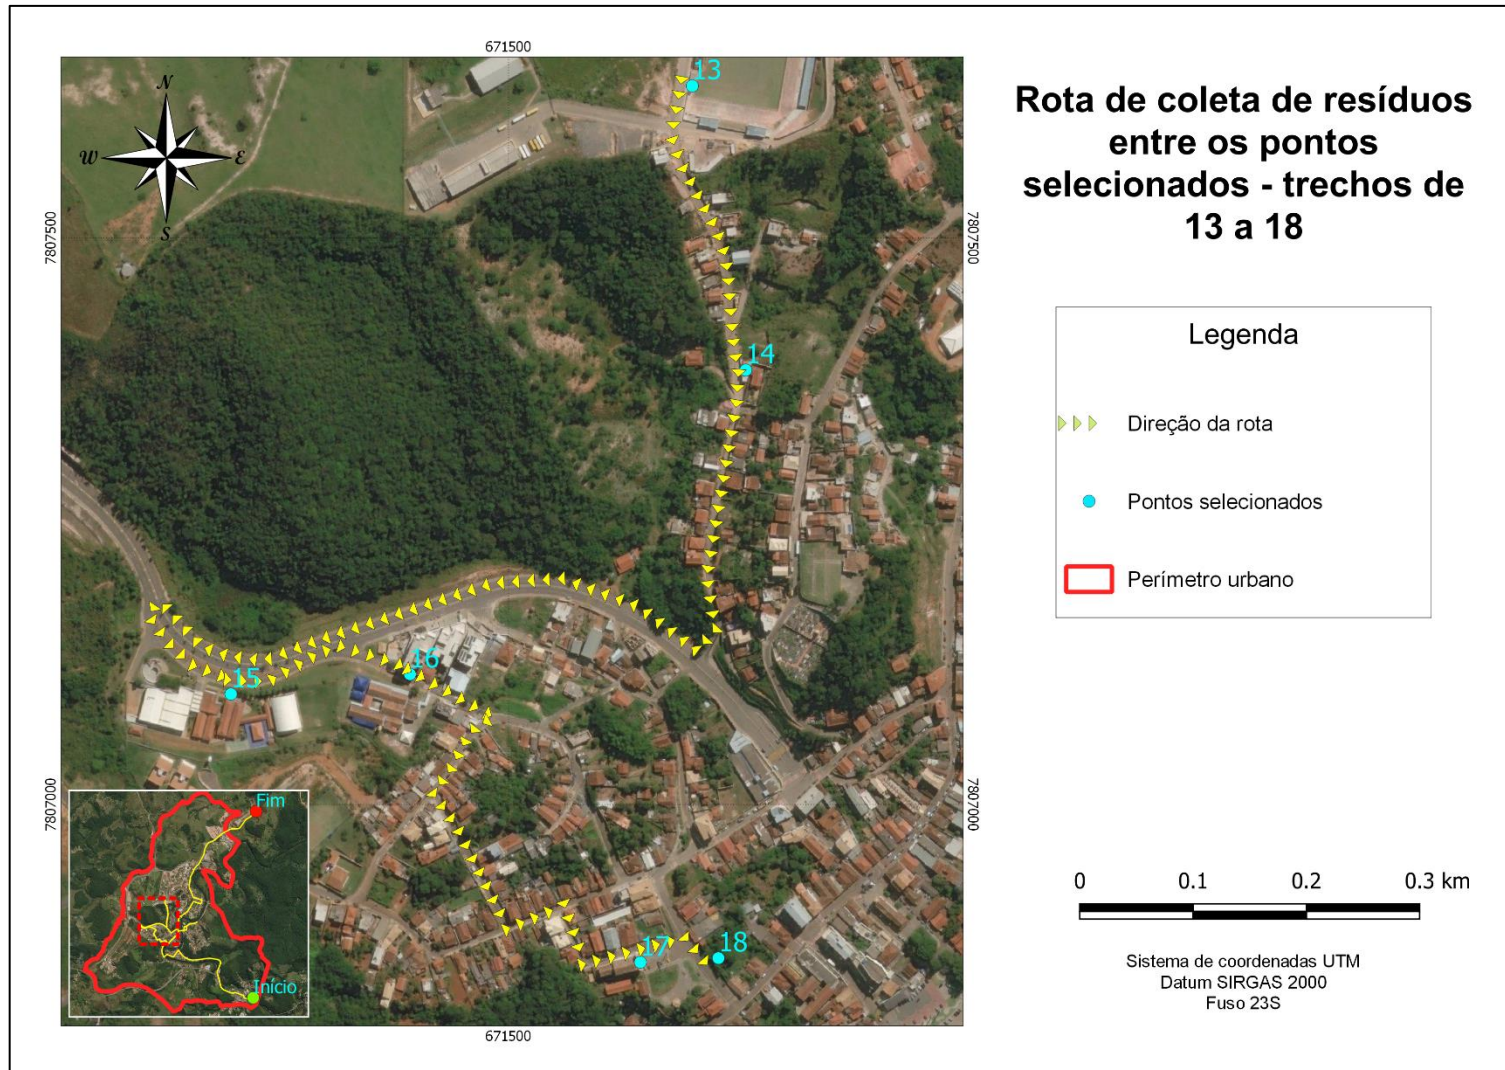 671500
Rota de coleta de resíduos
entre os pontos
selecionados - trechos de
13 a 18
N
W
E
S
13
7807500
7807500
Legenda
14
Direção da rota
Pontos selecionados
Perímetro urbano
16
15
7807000
7807000
Fim
Início
17
18
0 0.1 0.2 0.3 km
Sistema de coordenadas UTM
Datum SIRGAS 2000
Fuso 23S
671500